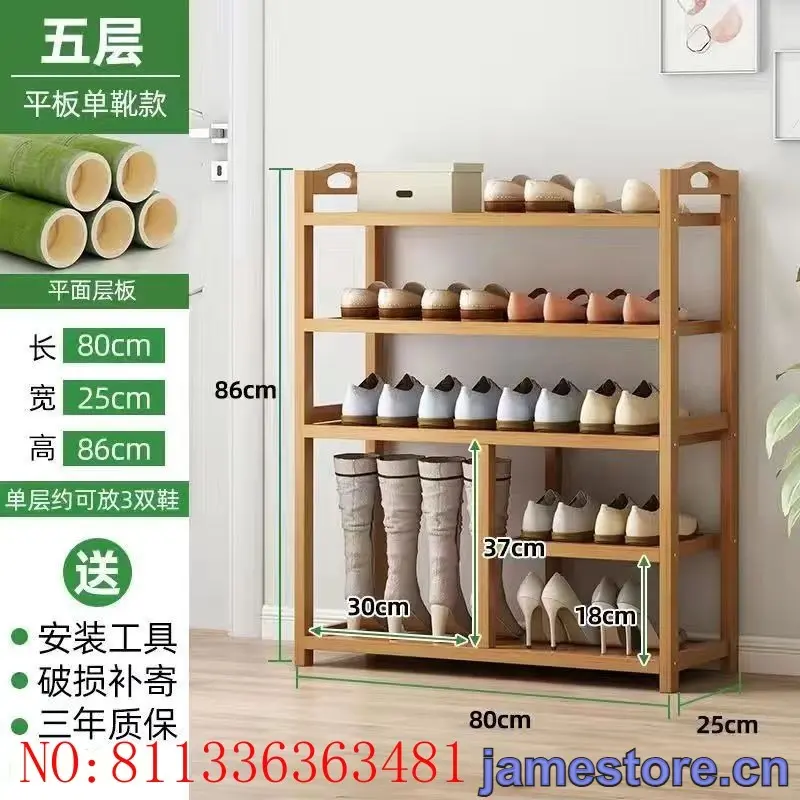 五层
平板单靴款
平面层板
长 80cm
宽 25cm
高 86cm
单层约可放3双鞋
送
安装工具
破损补寄
三年质保
86cm
37cm
30cm
18cm
80cm
25cm
NO:811336363481
jamestore.cn